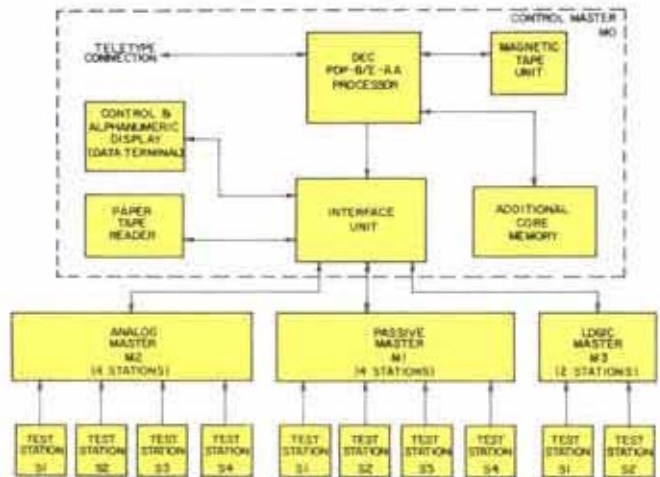 CONTROL MASTER
MO
TELETYPE
CONNECTION
DEC
PDP-8/E-AA
PROCESSOR
MAGNETIC
TAPE
UNIT
CONTROL &
ALPHANUMERIC
DISPLAY
(DATA TERMINAL)
PAPER
TAPE
READER
INTERFACE
UNIT
ADDITIONAL
CORE
MEMORY
ANALOG
MASTER
M2
(4 STATIONS)
PASSIVE
MASTER
M1
(4 STATIONS)
LOGIC
MASTER
M3
(2 STATIONS)
TEST
STATION
S1
TEST
STATION
S2
TEST
STATION
S3
TEST
STATION
S4
TEST
STATION
S1
TEST
STATION
S2
TEST
STATION
S3
TEST
STATION
S4
TEST
STATION
S1
TEST
STATION
S2